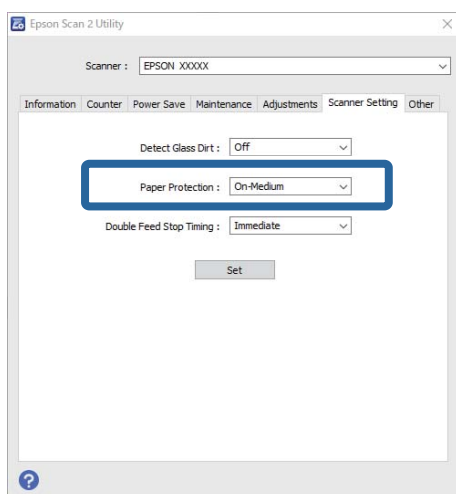 Epson Scan 2 Utility
Scanner : EPSON XXXXX
Information Counter Power Save Maintenance Adjustments Scanner Setting Other
Detect Glass Dirt : Off
Paper Protection : On-Medium
Double Feed Stop Timing : Immediate
Set
?